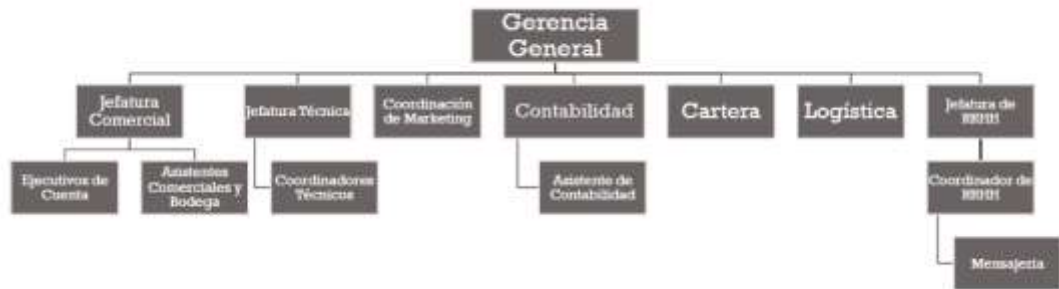 Gerencia
General
Jefatura
Comercial
Jefatura Técnica
Coordinación
de Marketing
Contabilidad
Cartera
Logística
Jefatura de
RRHH
Ejecutivos de
Cuenta
Asistentes
Comerciales y
Bodega
Coordinadores
Técnicos
Asistente de
Contabilidad
Coordinador de
RRHH
Mensajería